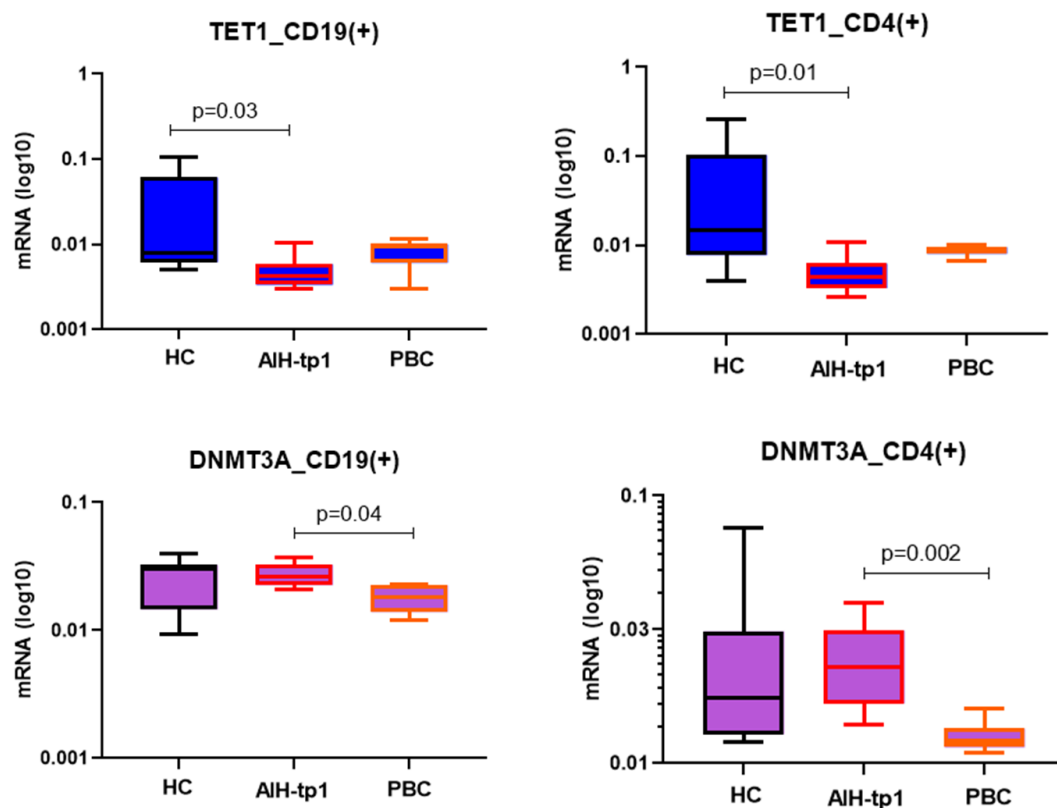 TET1_CD19(+)
mRNA (log10)
1
0.1
0.01
0.001
p=0.03
HC
AIH-tp1
PBC
TET1_CD4(+)
mRNA (log10)
1
0.1
0.01
0.001
p=0.01
HC
AIH-tp1
PBC
DNMT3A_CD19(+)
mRNA (log10)
0.1
0.01
0.001
p=0.04
HC
AIH-tp1
PBC
DNMT3A_CD4(+)
mRNA (log10)
0.1
0.03
0.01
p=0.002
HC
AIH-tp1
PBC